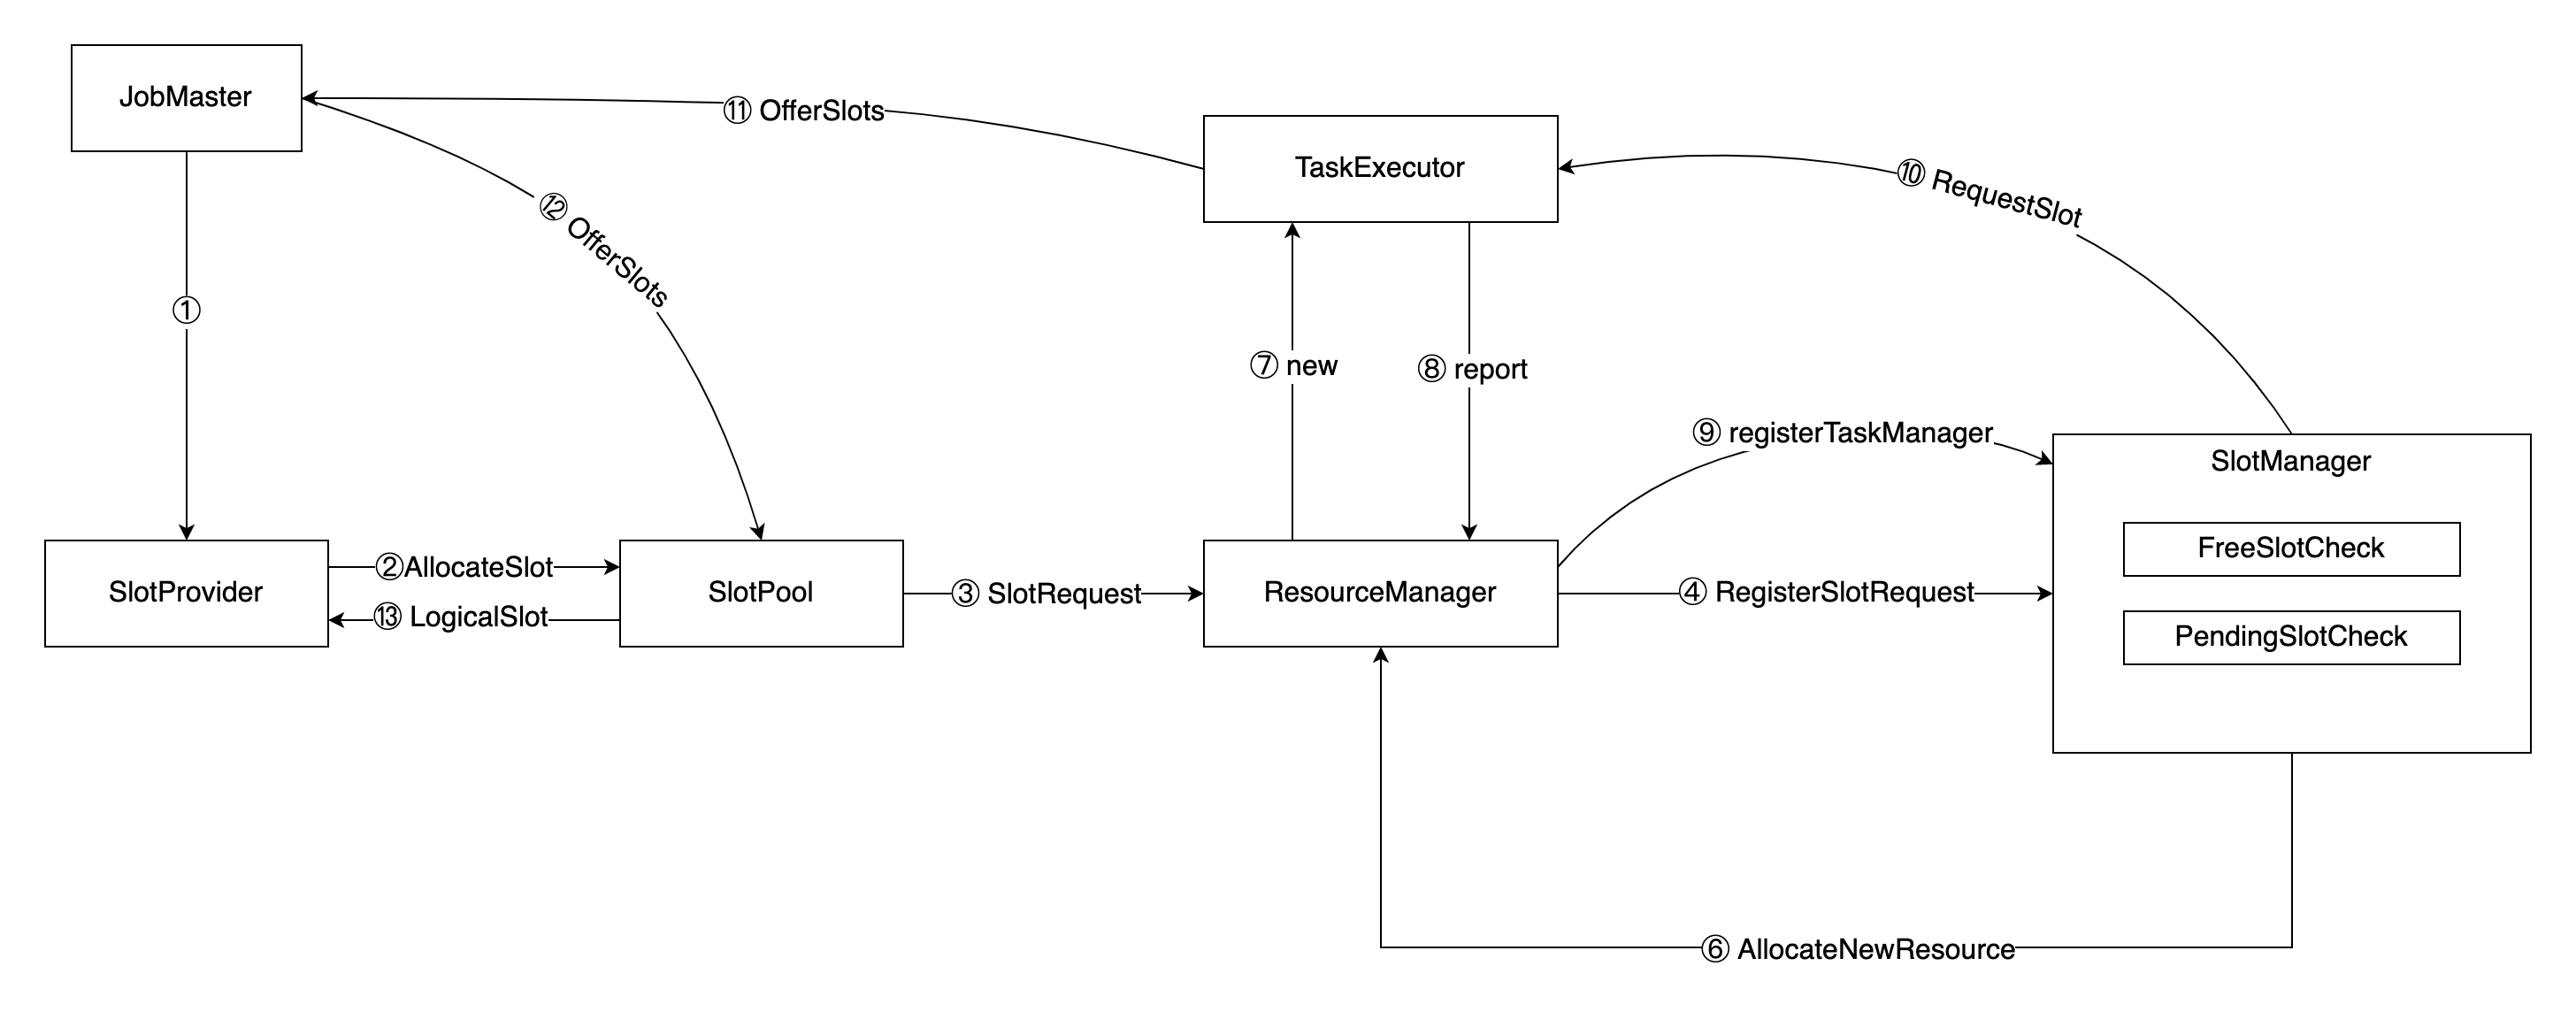 JobMaster
⑪ OfferSlots
TaskExecutor
⑩ RequestSlot
⑫ OfferSlots
①
⑦ new
⑧ report
⑨ registerTaskManager
SlotManager
FreeSlotCheck
PendingSlotCheck
SlotProvider
②AllocateSlot
⑬ LogicalSlot
SlotPool
③ SlotRequest
ResourceManager
④ RegisterSlotRequest
⑥ AllocateNewResource